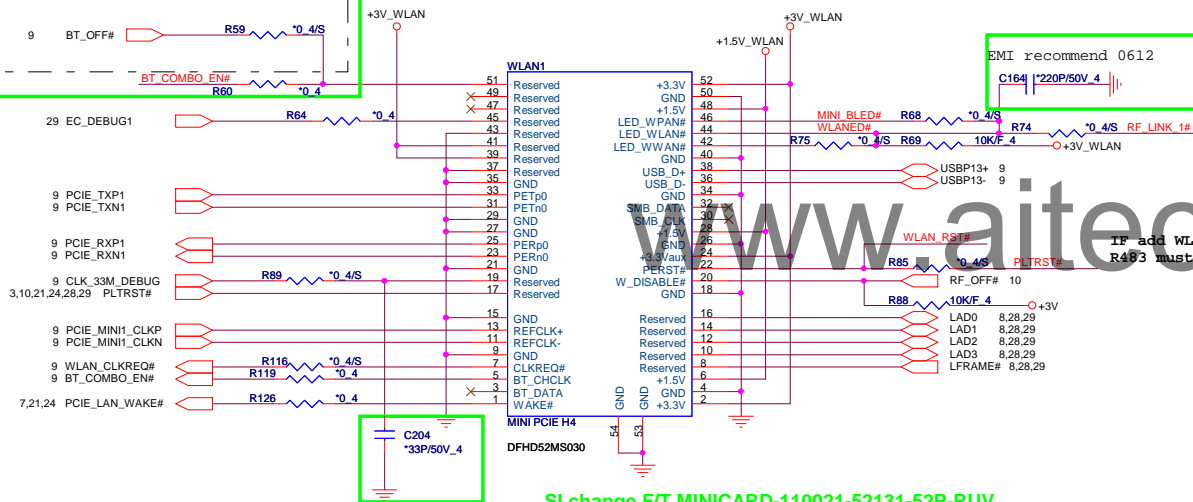 +3V_WLAN
+3V_WLAN
+1.5V_WLAN
9 BT_OFF#
R59 *0_4/S
BT_COMBO_EN#
R60 *0_4
EMI recommend 0612
C164 *220P/50V_4
WLAN1
29 EC_DEBUG1
R64 *0_4
MINI_BLED#
R68 *0_4/S
WLANED#
R74 *0_4/S RF_LINK_1#
R75 *0_4/S R69 10K/F_4
+3V_WLAN
51 Reserved +3.3V 52
49 Reserved GND 50
47 Reserved +1.5V 48
45 Reserved LED_WPAN# 46
43 Reserved LED_WLAN# 44
41 Reserved LED_WWAN# 42
39 Reserved GND 40
37 Reserved USB_D+ 38
35 GND USB_D- 36
33 PETp0 GND 34
31 PETn0 SMB_DATA 32
29 GND SMB_CLK 30
27 GND +1.5V 28
25 PERp0 GND 26
23 PERn0 +3.3Vaux 24
21 GND PERST# 22
19 Reserved W_DISABLE# 20
17 Reserved GND 18
15 GND Reserved 16
13 REFCLK+ Reserved 14
11 REFCLK- Reserved 12
9 GND Reserved 10
7 CLKREQ# Reserved 8
5 BT_CHCLK +1.5V 6
3 BT_DATA GND 4
1 WAKE# +3.3V 2
GND GND
54 53
MINI PCIE H4
DFHD52MS030
USBP13+ 9
USBP13- 9
9 PCIE_TXP1
9 PCIE_TXN1
9 PCIE_RXP1
9 PCIE_RXN1
9 CLK_33M_DEBUG
R89 *0_4/S
3,10,21,24,28,29 PLTRST#
www.aitec
WLAN_RST#
IF add WL
R483 must
R85 *0_4/S PLTRST#
RF_OFF# 10
R88 10K/F_4 +3V
LAD0 8,28,29
LAD1 8,28,29
LAD2 8,28,29
LAD3 8,28,29
LFRAME# 8,28,29
9 PCIE_MINI1_CLKP
9 PCIE_MINI1_CLKN
9 WLAN_CLKREQ#
R116 *0_4/S
9 BT_COMBO_EN#
R119 *0_4
7,21,24 PCIE_LAN_WAKE#
R126 *0_4
C204
*33P/50V_4
SI change F/T MINICARD-110021-52131-52P-RUV